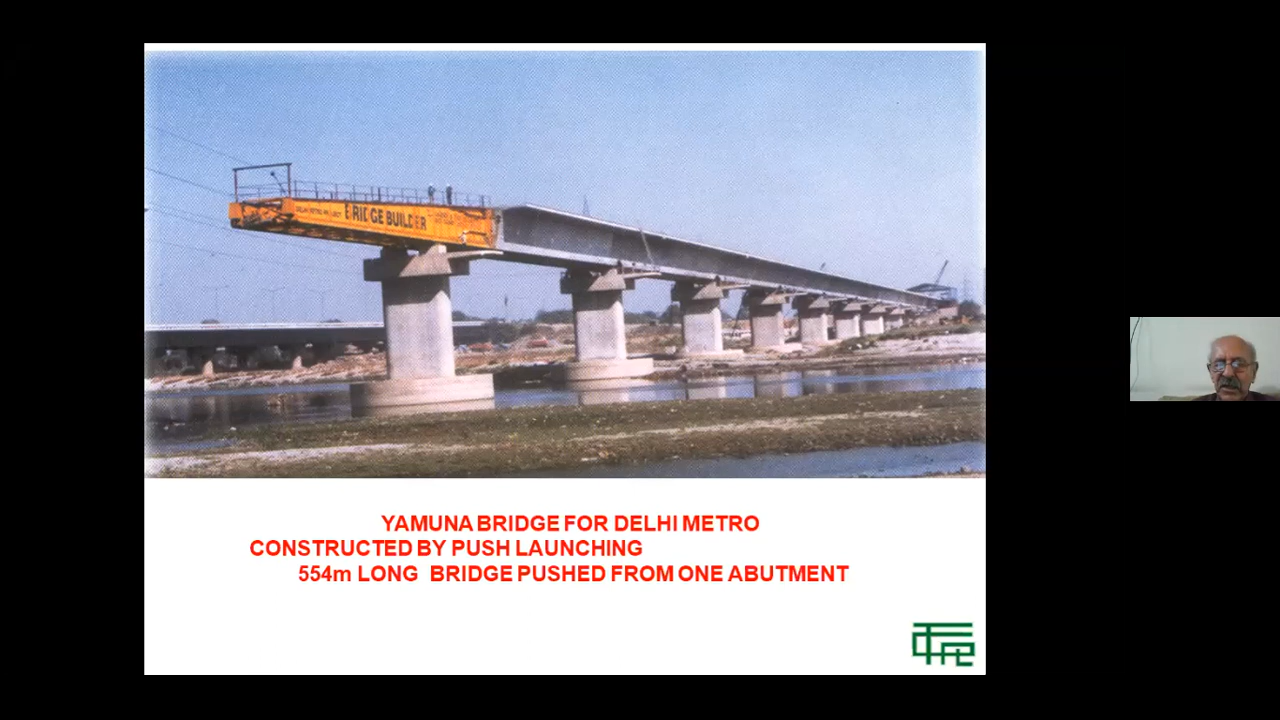 BRIDGE BUILDER
YAMUNA BRIDGE FOR DELHI METRO
CONSTRUCTED BY PUSH LAUNCHING
554m LONG BRIDGE PUSHED FROM ONE ABUTMENT